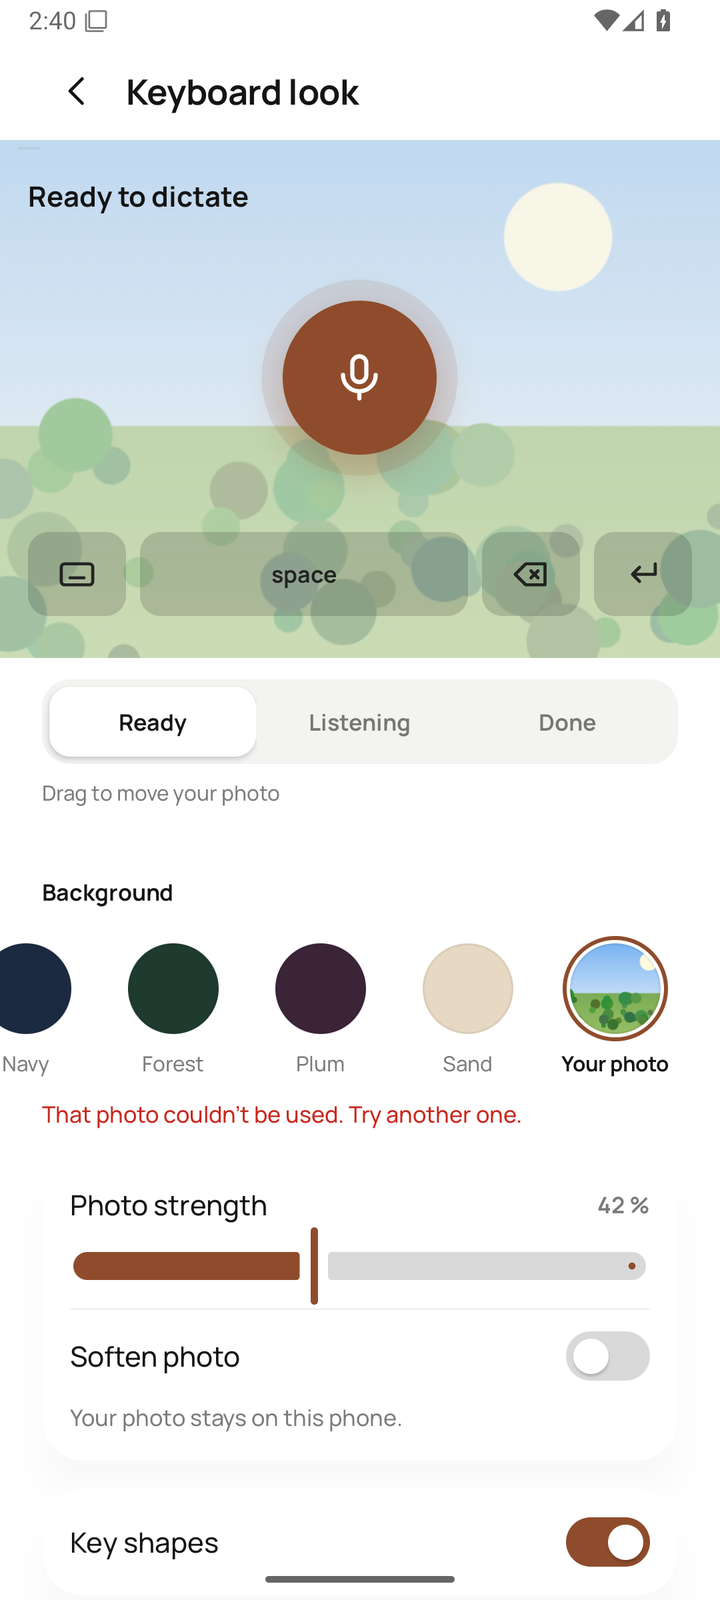 2:40
Keyboard look
Ready to dictate
space
Ready Listening Done
Drag to move your photo
Background
Navy Forest Plum Sand Your photo
That photo couldn't be used. Try another one.
Photo strength 42 %
Soften photo
Your photo stays on this phone.
Key shapes